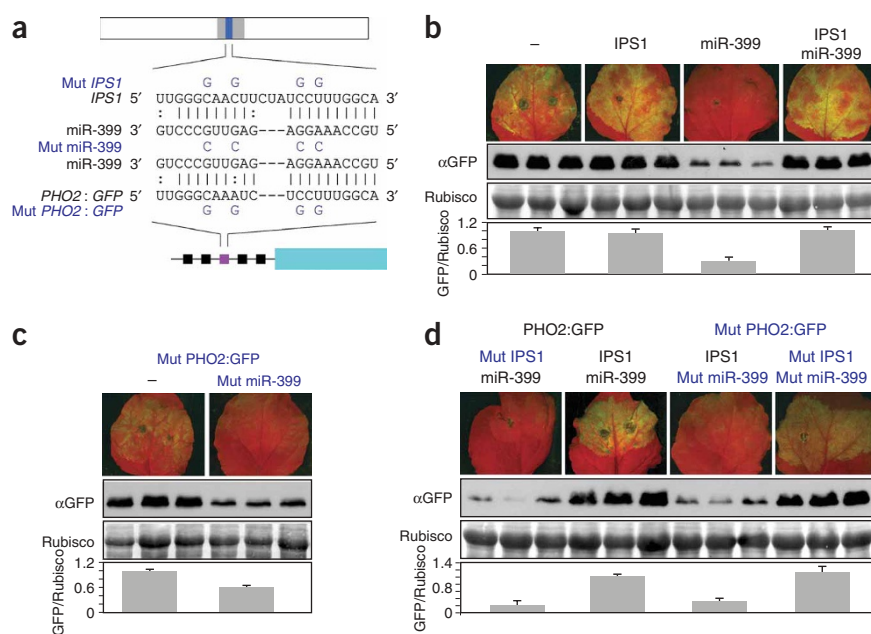 a
Mut IPS1 G G G G
IPS1 5' UUGGGCAACUUCUAUCCUUUGGCA 3'
miR-399 3' GUCCCGUUGAG---AGGAAACCGU 5'
Mut miR-399 C C C C
miR-399 3' GUCCCGUUGAG---AGGAAACCGU 5'
PHO2 : GFP 5' UUGGGCAAAUC---UCCUUUGGCA 3'
Mut PHO2 : GFP G G G G
b
– IPS1 miR-399 IPS1
miR-399
αGFP
Rubisco
GFP/Rubisco
1.2
0.6
0
c
Mut PHO2:GFP
– Mut miR-399
αGFP
Rubisco
GFP/Rubisco
1.2
0.6
0
d
PHO2:GFP Mut PHO2:GFP
Mut IPS1 IPS1 IPS1 Mut IPS1
miR-399 miR-399 Mut miR-399 Mut miR-399
αGFP
Rubisco
GFP/Rubisco
1.4
0.7
0